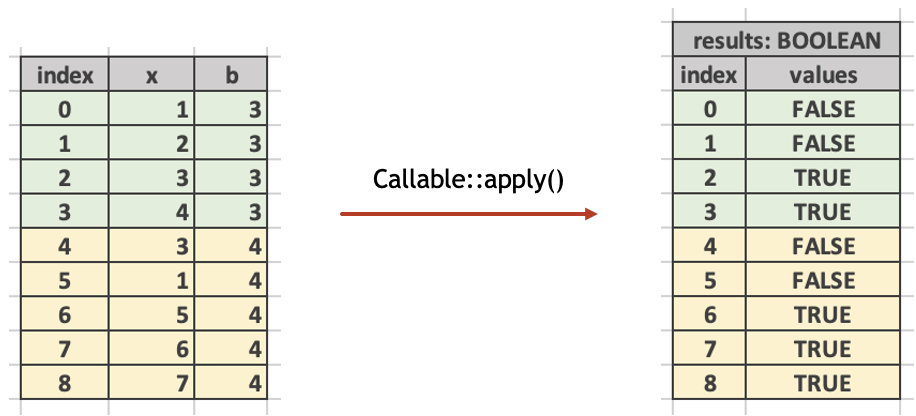 results: BOOLEAN
index x b
index values
0 1 3
0 FALSE
1 2 3
1 FALSE
2 3 3
2 TRUE
Callable::apply()
3 4 3
3 TRUE
4 3 4
4 FALSE
5 1 4
5 FALSE
6 5 4
6 TRUE
7 6 4
7 TRUE
8 7 4
8 TRUE